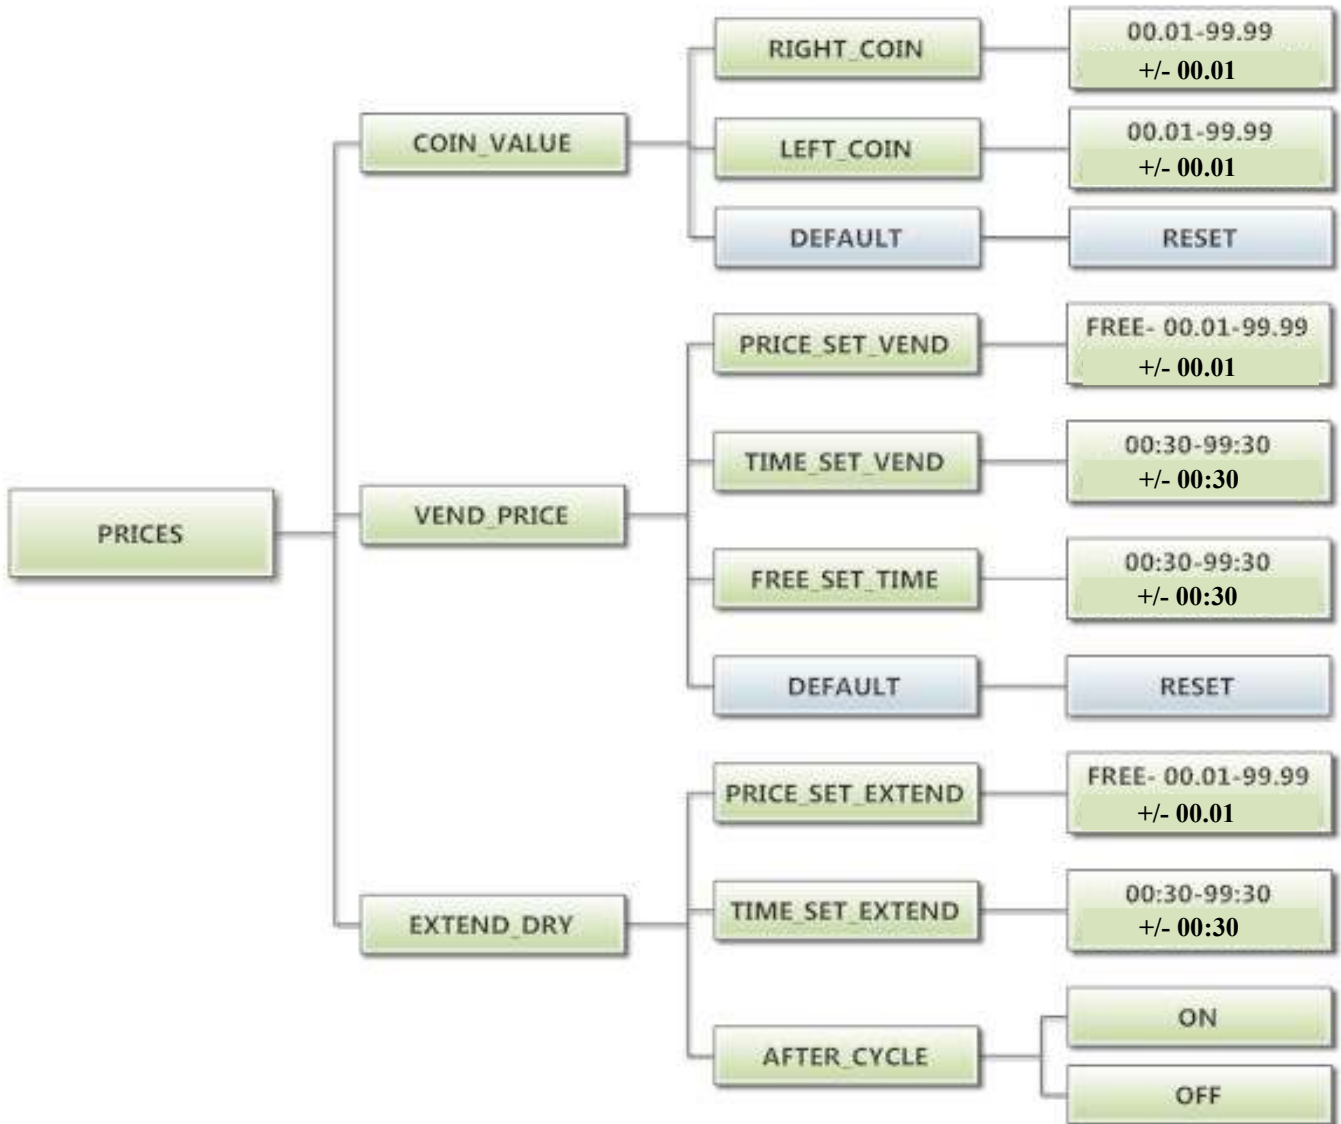 PRICES
COIN_VALUE
RIGHT_COIN
00.01-99.99
+/- 00.01
LEFT_COIN
00.01-99.99
+/- 00.01
DEFAULT
RESET
VEND_PRICE
PRICE_SET_VEND
FREE- 00.01-99.99
+/- 00.01
TIME_SET_VEND
00:30-99:30
+/- 00:30
FREE_SET_TIME
00:30-99:30
+/- 00:30
DEFAULT
RESET
EXTEND_DRY
PRICE_SET_EXTEND
FREE- 00.01-99.99
+/- 00.01
TIME_SET_EXTEND
00:30-99:30
+/- 00:30
AFTER_CYCLE
ON
OFF